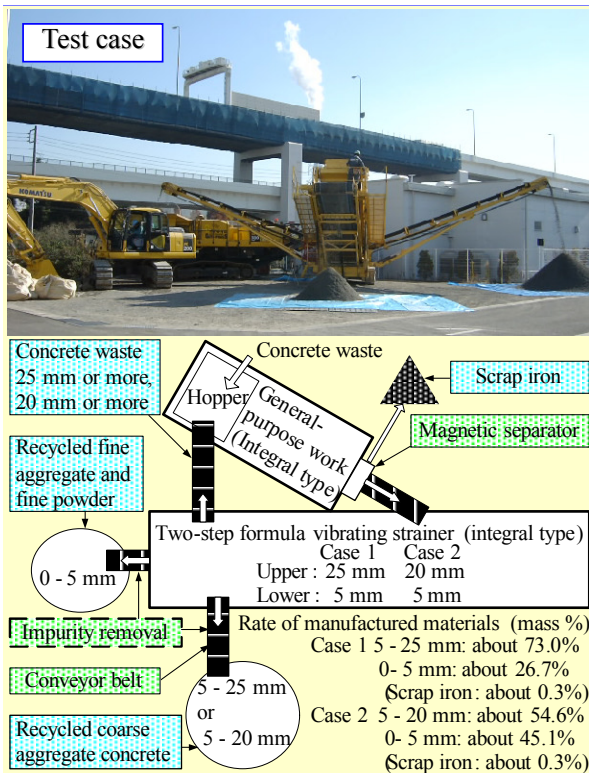 Test case
KOMATSU
Concrete waste
25 mm or more,
20 mm or more
Concrete waste
Hopper
General-
purpose work
(Integral type)
Scrap iron
Magnetic separator
Recycled fine
aggregate and
fine powder
Two-step formula vibrating strainer (integral type)
Case 1 Case 2
Upper : 25 mm 20 mm
Lower : 5 mm 5 mm
0 - 5 mm
Impurity removal
Conveyor belt
5 - 25 mm
or
5 - 20 mm
Recycled coarse
aggregate concrete
Rate of manufactured materials (mass %)
Case 1 5 - 25 mm: about 73.0%
0- 5 mm: about 26.7%
(Scrap iron: about 0.3%)
Case 2 5 - 20 mm: about 54.6%
0- 5 mm: about 45.1%
(Scrap iron: about 0.3%)